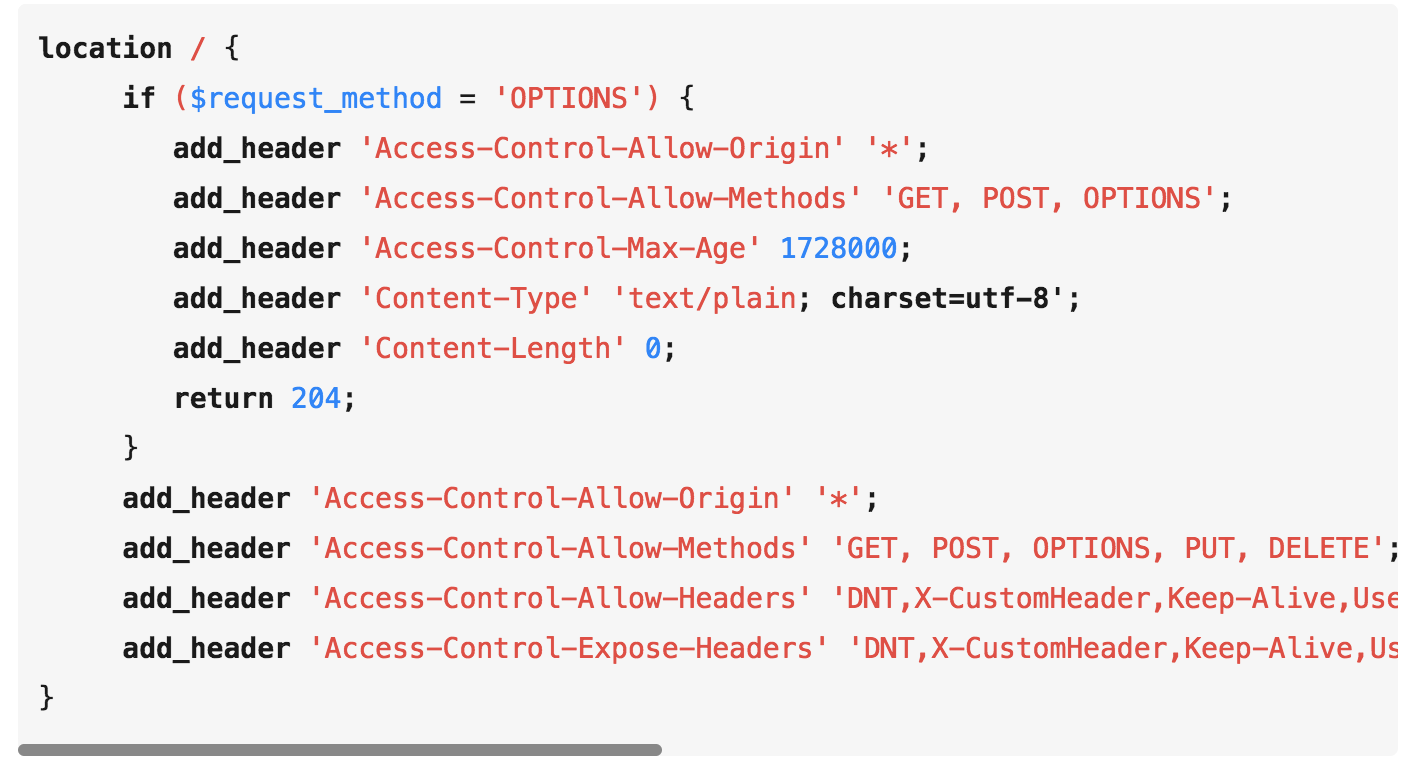 location / {
if ($request_method = 'OPTIONS') {
add_header 'Access-Control-Allow-Origin' '*';
add_header 'Access-Control-Allow-Methods' 'GET, POST, OPTIONS';
add_header 'Access-Control-Max-Age' 1728000;
add_header 'Content-Type' 'text/plain; charset=utf-8';
add_header 'Content-Length' 0;
return 204;
}
add_header 'Access-Control-Allow-Origin' '*';
add_header 'Access-Control-Allow-Methods' 'GET, POST, OPTIONS, PUT, DELETE';
add_header 'Access-Control-Allow-Headers' 'DNT,X-CustomHeader,Keep-Alive,Use
add_header 'Access-Control-Expose-Headers' 'DNT,X-CustomHeader,Keep-Alive,Us
}